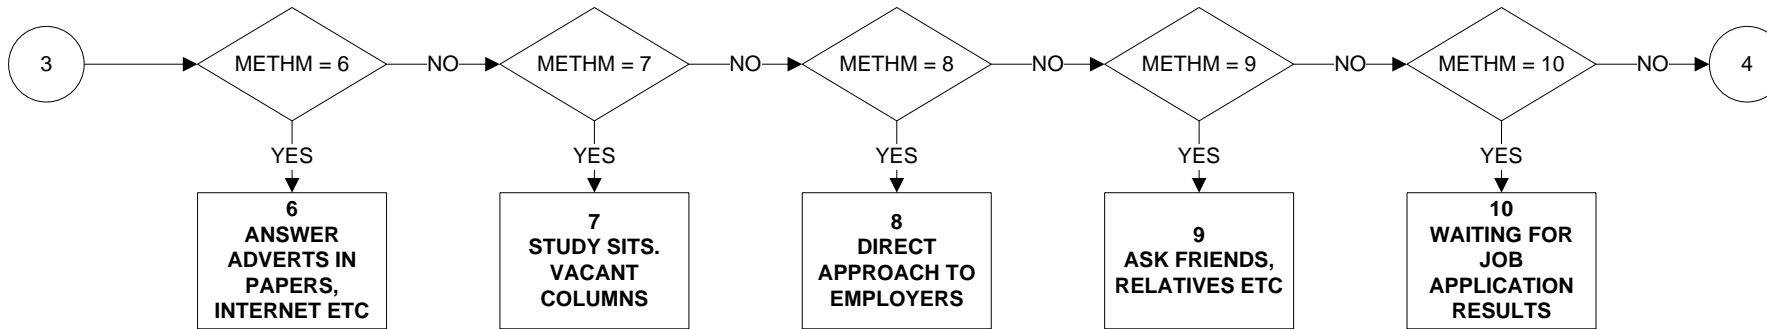 3
METHM = 6
NO
METHM = 7
NO
METHM = 8
NO
METHM = 9
NO
METHM = 10
NO
4
YES
YES
YES
YES
YES
6
ANSWER
ADVERTS IN
PAPERS,
INTERNET ETC
7
STUDY SITS.
VACANT
COLUMNS
8
DIRECT
APPROACH TO
EMPLOYERS
9
ASK FRIENDS,
RELATIVES ETC
10
WAITING FOR
JOB
APPLICATION
RESULTS